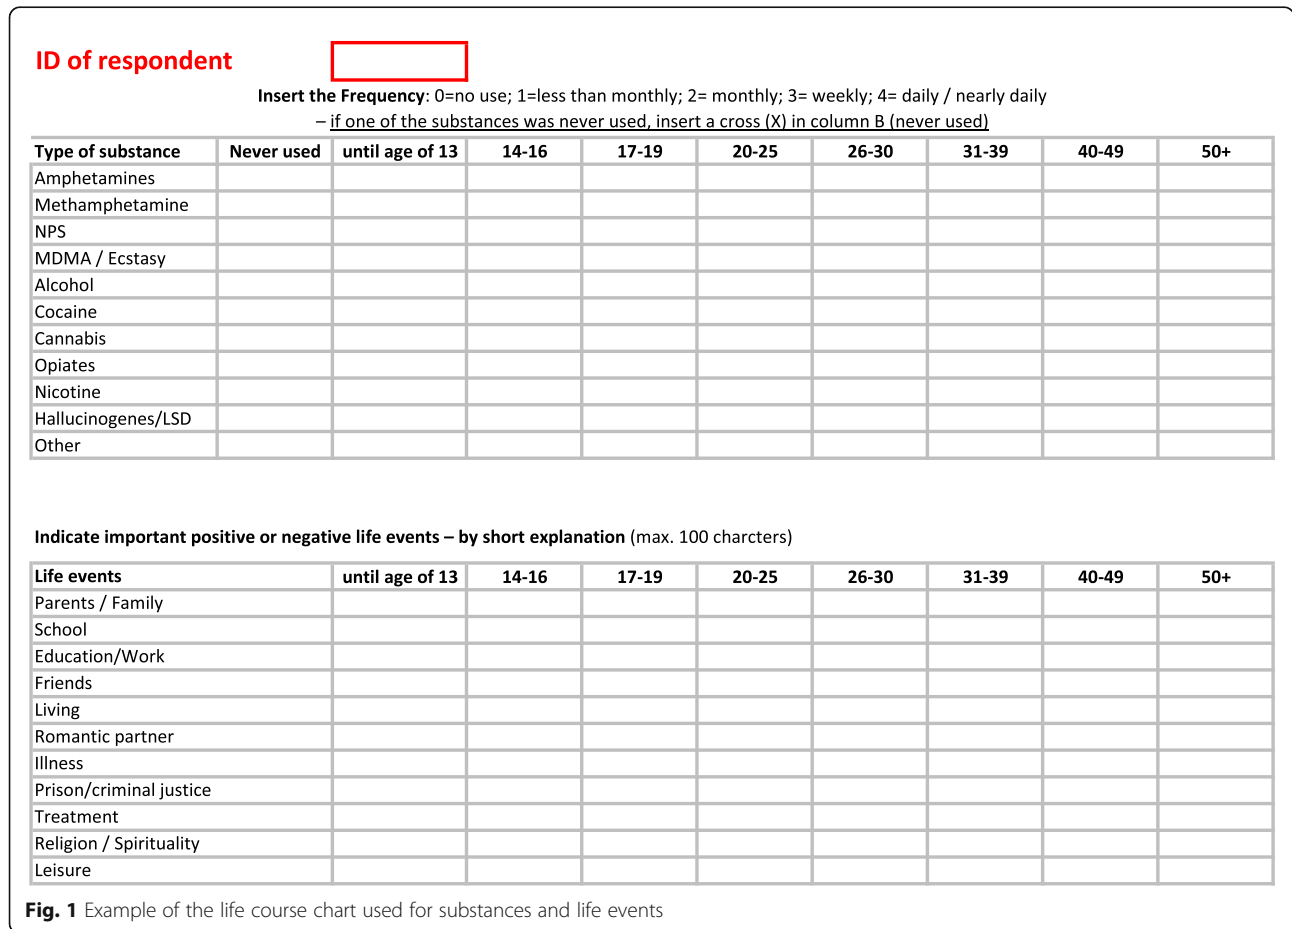 ID of respondent
Insert the Frequency: 0=no use; 1=less than monthly; 2= monthly; 3= weekly; 4= daily / nearly daily
– if one of the substances was never used, insert a cross (X) in column B (never used)
Type of substance Never used until age of 13 14-16 17-19 20-25 26-30 31-39 40-49 50+
Amphetamines
Methamphetamine
NPS
MDMA / Ecstasy
Alcohol
Cocaine
Cannabis
Opiates
Nicotine
Hallucinogenes/LSD
Other
Indicate important positive or negative life events – by short explanation (max. 100 charcters)
Life events until age of 13 14-16 17-19 20-25 26-30 31-39 40-49 50+
Parents / Family
School
Education/Work
Friends
Living
Romantic partner
Illness
Prison/criminal justice
Treatment
Religion / Spirituality
Leisure
Fig. 1 Example of the life course chart used for substances and life events